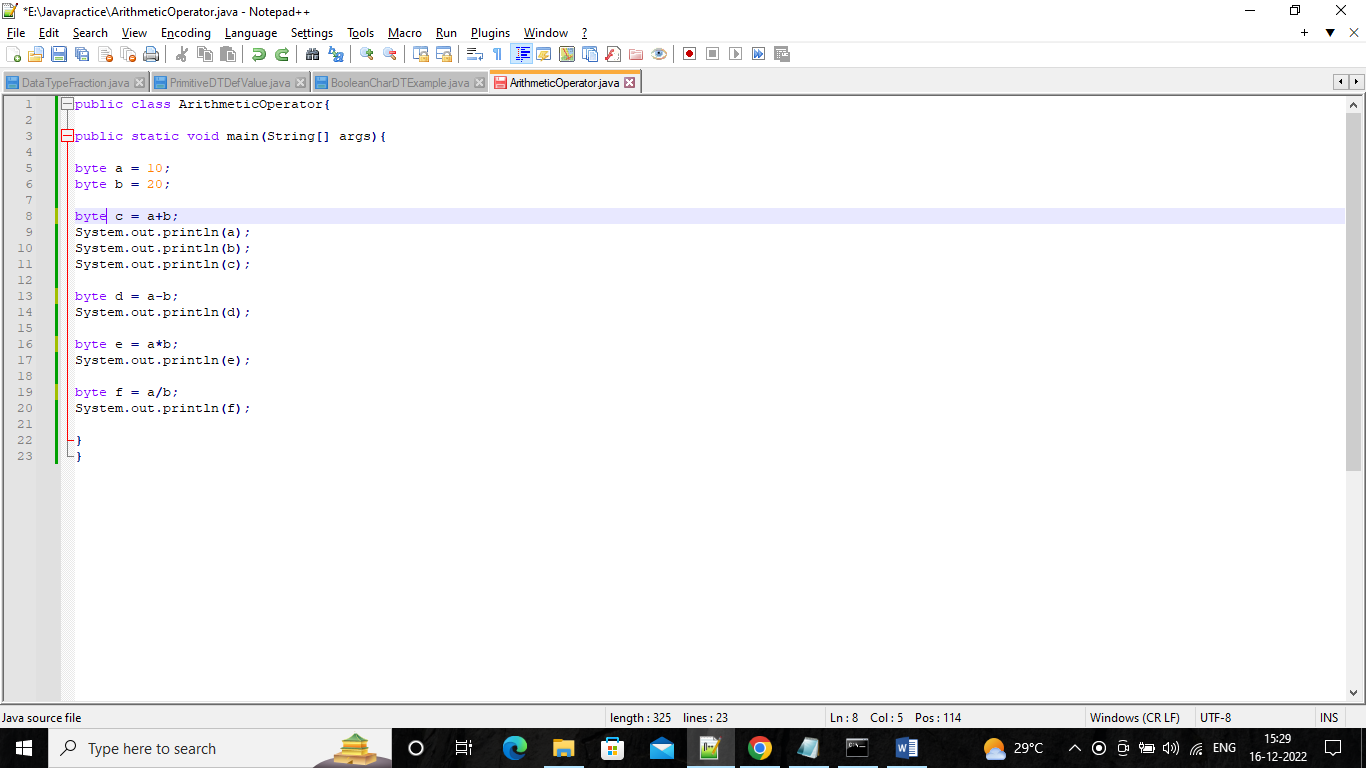 *E:\Javapractice\ArithmeticOperator.java - Notepad++
File Edit Search View Encoding Language Settings Tools Macro Run Plugins Window ?
DataTypeFraction.java PrimitiveDTDefValue.java BooleanCharDTExample.java ArithmeticOperator.java
1 public class ArithmeticOperator{
2
3 public static void main(String[] args){
4
5 byte a = 10;
6 byte b = 20;
7
8 byte c = a+b;
9 System.out.println(a);
10 System.out.println(b);
11 System.out.println(c);
12
13 byte d = a-b;
14 System.out.println(d);
15
16 byte e = a*b;
17 System.out.println(e);
18
19 byte f = a/b;
20 System.out.println(f);
21
22 }
23 }
Java source file length : 325 lines : 23 Ln : 8 Col : 5 Pos : 114 Windows (CR LF) UTF-8 INS
Type here to search 29°C ENG 15:29
16-12-2022